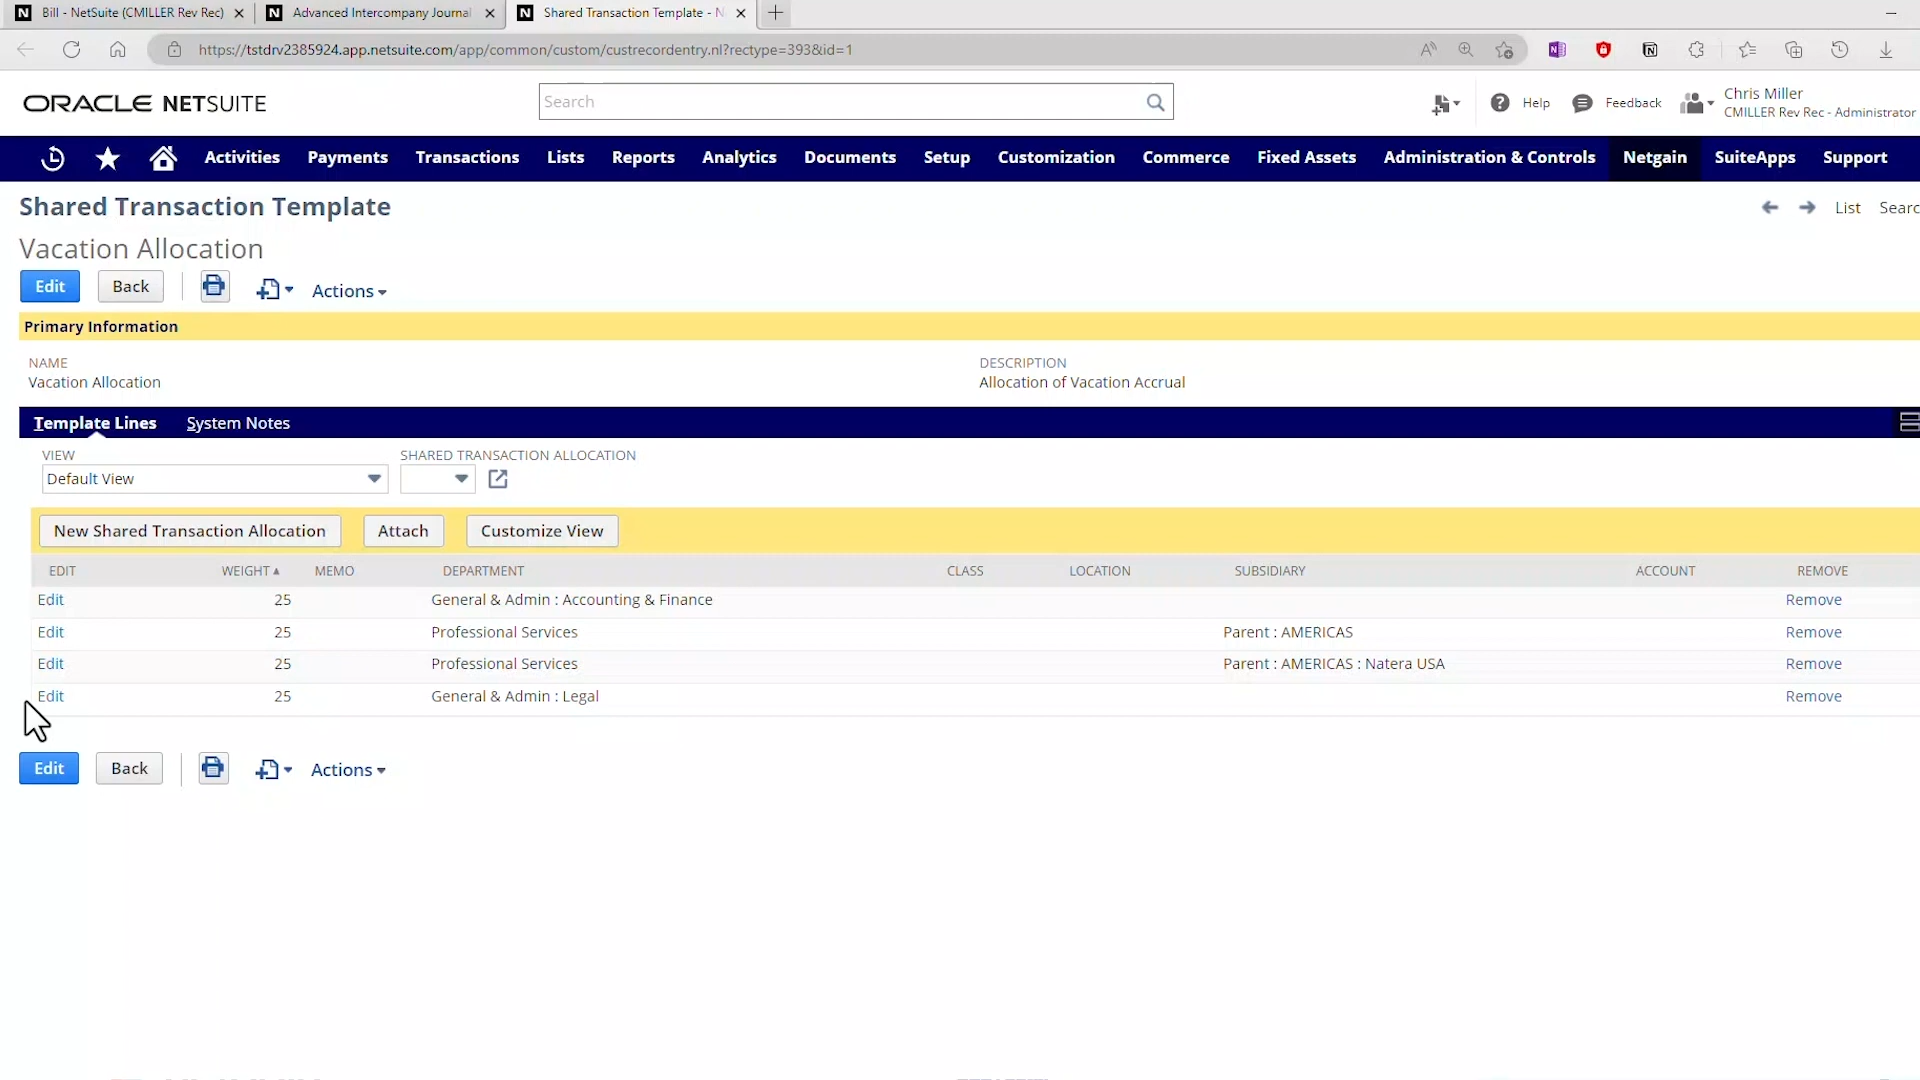 Bill - NetSuite (CMILLER Rev Rec)
Advanced Intercompany Journal
Shared Transaction Template - N
https://tstdrv2385924.app.netsuite.com/app/common/custom/custrecordentry.nl?rectype=393&id=1
ORACLE NETSUITE
Search
Help
Feedback
Chris Miller
CMILLER Rev Rec - Administrator
Activities Payments Transactions Lists Reports Analytics Documents Setup Customization Commerce Fixed Assets Administration & Controls Netgain SuiteApps Support
Shared Transaction Template
List Searc
Vacation Allocation
Edit Back Actions
Primary Information
NAME
Vacation Allocation
DESCRIPTION
Allocation of Vacation Accrual
Template Lines System Notes
VIEW
Default View
SHARED TRANSACTION ALLOCATION
New Shared Transaction Allocation Attach Customize View
EDIT WEIGHT MEMO DEPARTMENT CLASS LOCATION SUBSIDIARY ACCOUNT REMOVE
Edit 25 General & Admin : Accounting & Finance Remove
Edit 25 Professional Services Parent : AMERICAS Remove
Edit 25 Professional Services Parent : AMERICAS : Natera USA Remove
Edit 25 General & Admin : Legal Remove
Edit Back Actions